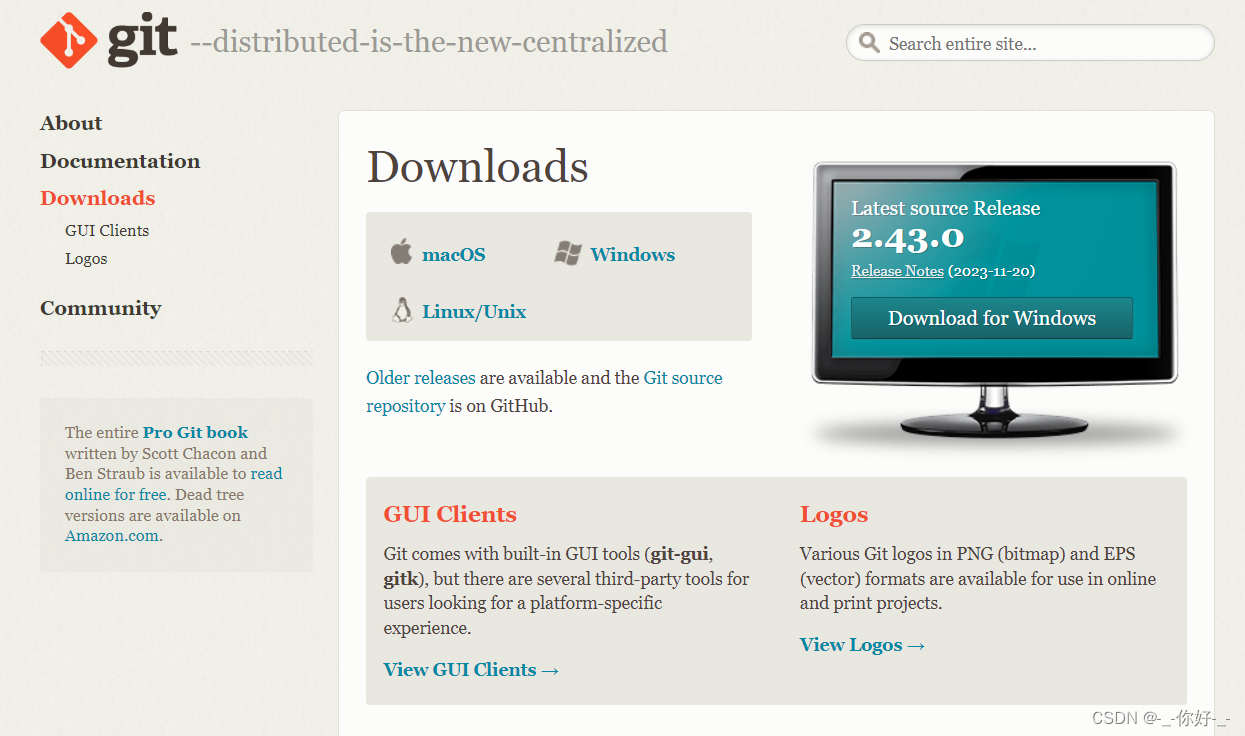 git --distributed-is-the-new-centralized
Search entire site...
About
Documentation
Downloads
GUI Clients
Logos
Community
The entire Pro Git book
written by Scott Chacon and
Ben Straub is available to read
online for free. Dead tree
versions are available on
Amazon.com.
Downloads
macOS
Windows
Linux/Unix
Older releases are available and the Git source
repository is on GitHub.
Latest source Release
2.43.0
Release Notes (2023-11-20)
Download for Windows
GUI Clients
Git comes with built-in GUI tools (git-gui,
gitk), but there are several third-party tools for
users looking for a platform-specific
experience.
View GUI Clients →
Logos
Various Git logos in PNG (bitmap) and EPS
(vector) formats are available for use in online
and print projects.
View Logos →
CSDN @-_-你好-_-